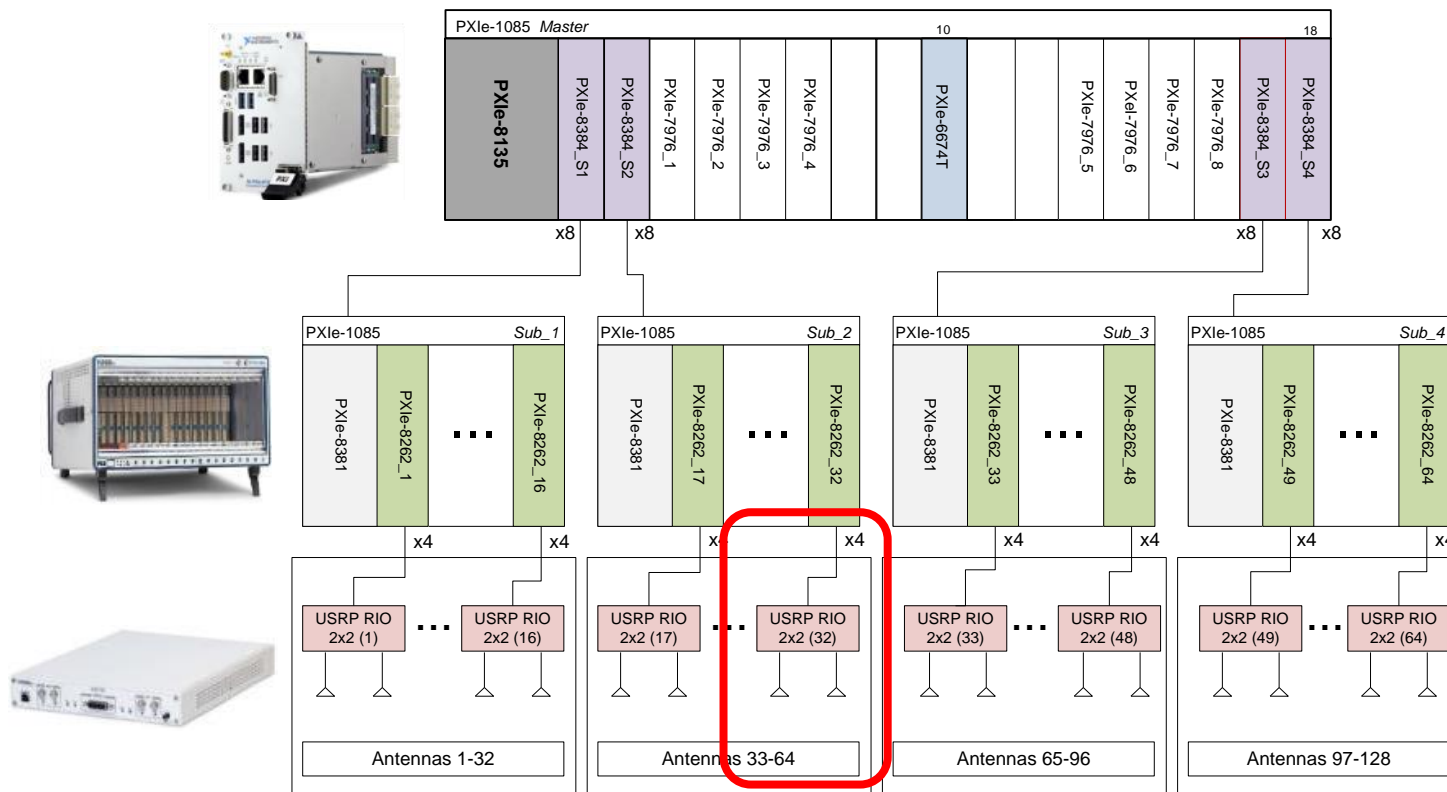 PXIe-1085 Master
10
18
PXIe-8135
PXIe-8384_S1
PXIe-8384_S2
PXIe-7976_1
PXIe-7976_2
PXIe-7976_3
PXIe-7976_4
PXIe-6674T
PXIe-7976_5
PXeI-7976_6
PXIe-7976_7
PXIe-7976_8
PXIe-8384_S3
PXIe-8384_S4
x8
x8
x8
x8
PXIe-1085 Sub_1
PXIe-1085 Sub_2
PXIe-1085 Sub_3
PXIe-1085 Sub_4
PXIe-8381
PXIe-8262_1
...
PXIe-8262_16
PXIe-8381
PXIe-8262_17
...
PXIe-8262_32
PXIe-8381
PXIe-8262_33
...
PXIe-8262_48
PXIe-8381
PXIe-8262_49
...
PXIe-8262_64
x4
x4
x4
x4
x4
x4
x4
x4
USRP RIO
2x2 (1)
...
USRP RIO
2x2 (16)
USRP RIO
2x2 (17)
...
USRP RIO
2x2 (32)
USRP RIO
2x2 (33)
...
USRP RIO
2x2 (48)
USRP RIO
2x2 (49)
...
USRP RIO
2x2 (64)
Antennas 1-32
Antennas 33-64
Antennas 65-96
Antennas 97-128